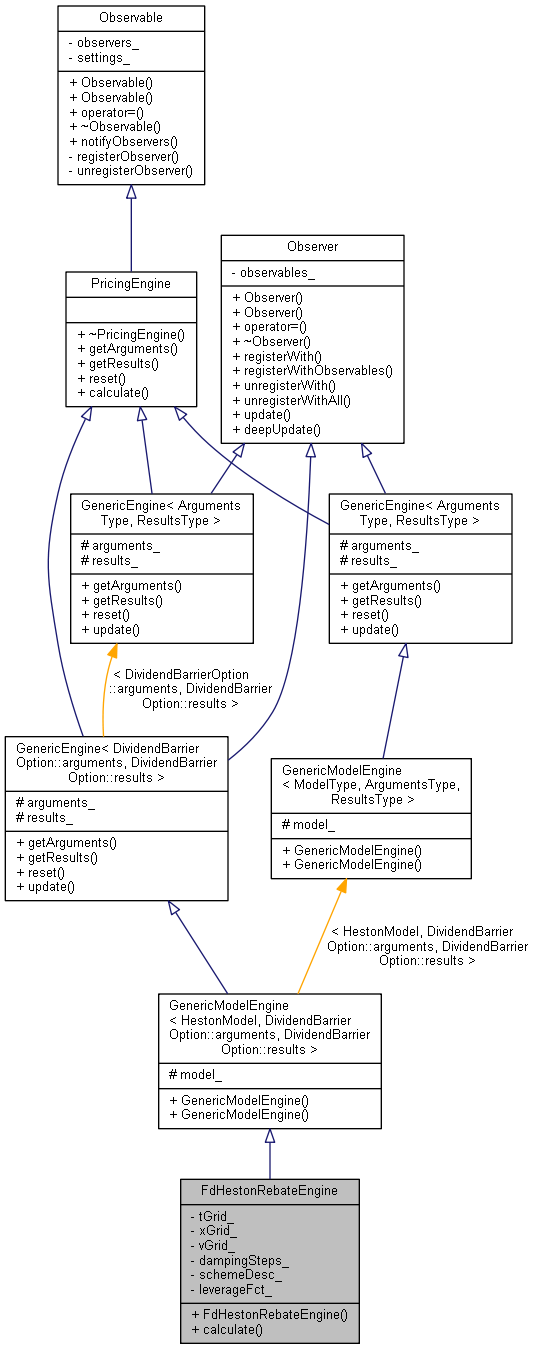 Observable
- observers_
- settings_
+ Observable()
+ Observable()
+ operator=()
+ ~Observable()
+ notifyObservers()
- registerObserver()
- unregisterObserver()
Observer
- observables_
+ Observer()
+ Observer()
+ operator=()
+ ~Observer()
+ registerWith()
+ registerWithObservables()
+ unregisterWith()
+ unregisterWithAll()
+ update()
+ deepUpdate()
PricingEngine
+ ~PricingEngine()
+ getArguments()
+ getResults()
+ reset()
+ calculate()
GenericEngine< Arguments
Type, ResultsType >
# arguments_
# results_
+ getArguments()
+ getResults()
+ reset()
+ update()
GenericEngine< Arguments
Type, ResultsType >
# arguments_
# results_
+ getArguments()
+ getResults()
+ reset()
+ update()
< DividendBarrierOption
::arguments, DividendBarrier
Option::results >
GenericEngine< DividendBarrier
Option::arguments, DividendBarrier
Option::results >
# arguments_
# results_
+ getArguments()
+ getResults()
+ reset()
+ update()
GenericModelEngine
< ModelType, ArgumentsType,
ResultsType >
# model_
+ GenericModelEngine()
+ GenericModelEngine()
< HestonModel, DividendBarrier
Option::arguments, DividendBarrier
Option::results >
GenericModelEngine
< HestonModel, DividendBarrier
Option::arguments, DividendBarrier
Option::results >
# model_
+ GenericModelEngine()
+ GenericModelEngine()
FdHestonRebateEngine
- tGrid_
- xGrid_
- vGrid_
- dampingSteps_
- schemeDesc_
- leverageFct_
+ FdHestonRebateEngine()
+ calculate()